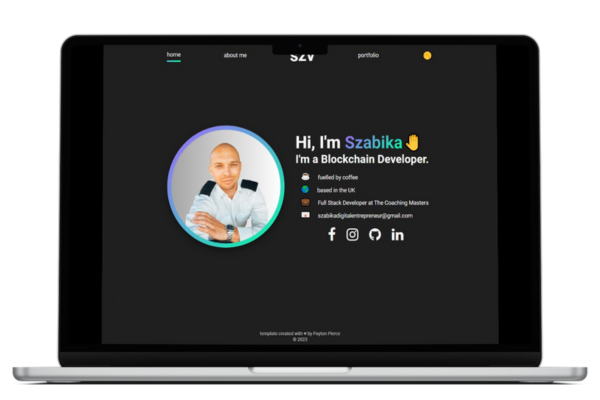 home
about me
szv
portfolio
Hi, I'm Szabika
I'm a Blockchain Developer.
fuelled by coffee
based in the UK
Full Stack Developer at The Coaching Masters
szabikadigitalentrepreneur@gmail.com
template created with ♥ by Paytin Pierce
© 2023